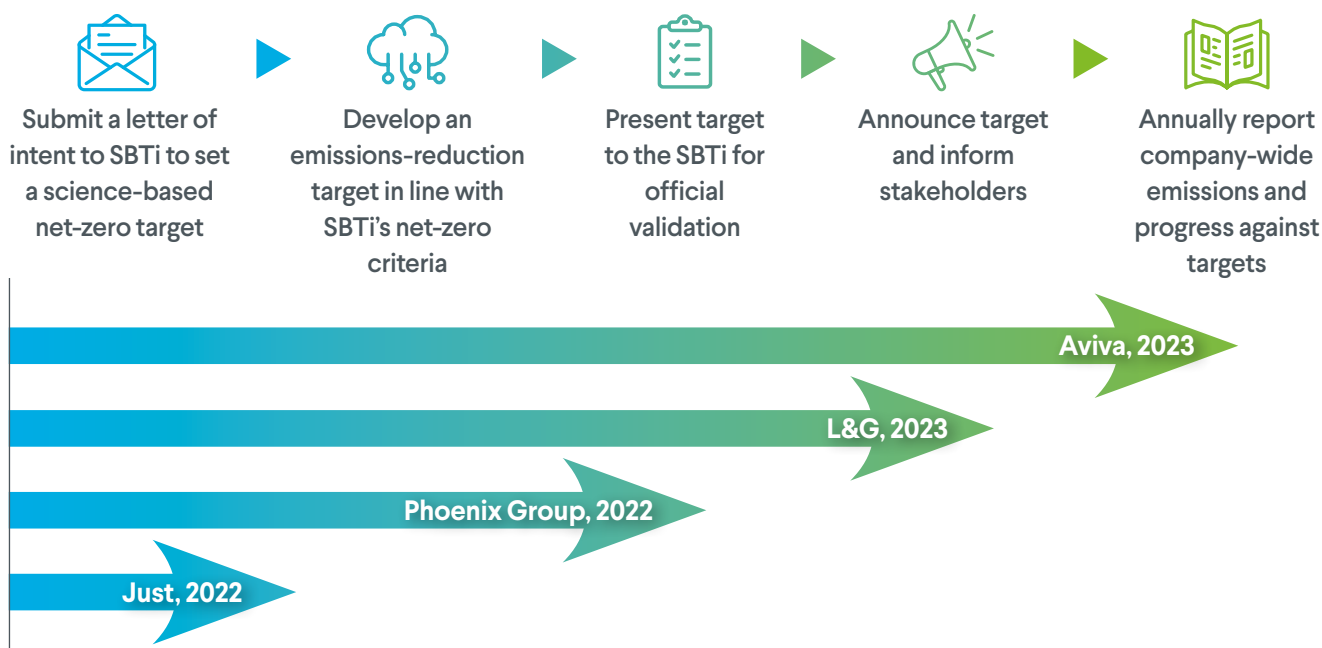 Submit a letter of
intent to SBTi to set
a science-based
net-zero target
Develop an
emissions-reduction
target in line with
SBTi's net-zero
criteria
Present target
to the SBTi for
official
validation
Announce target
and inform
stakeholders
Annually report
company-wide
emissions and
progress against
targets
Aviva, 2023
L&G, 2023
Phoenix Group, 2022
Just, 2022